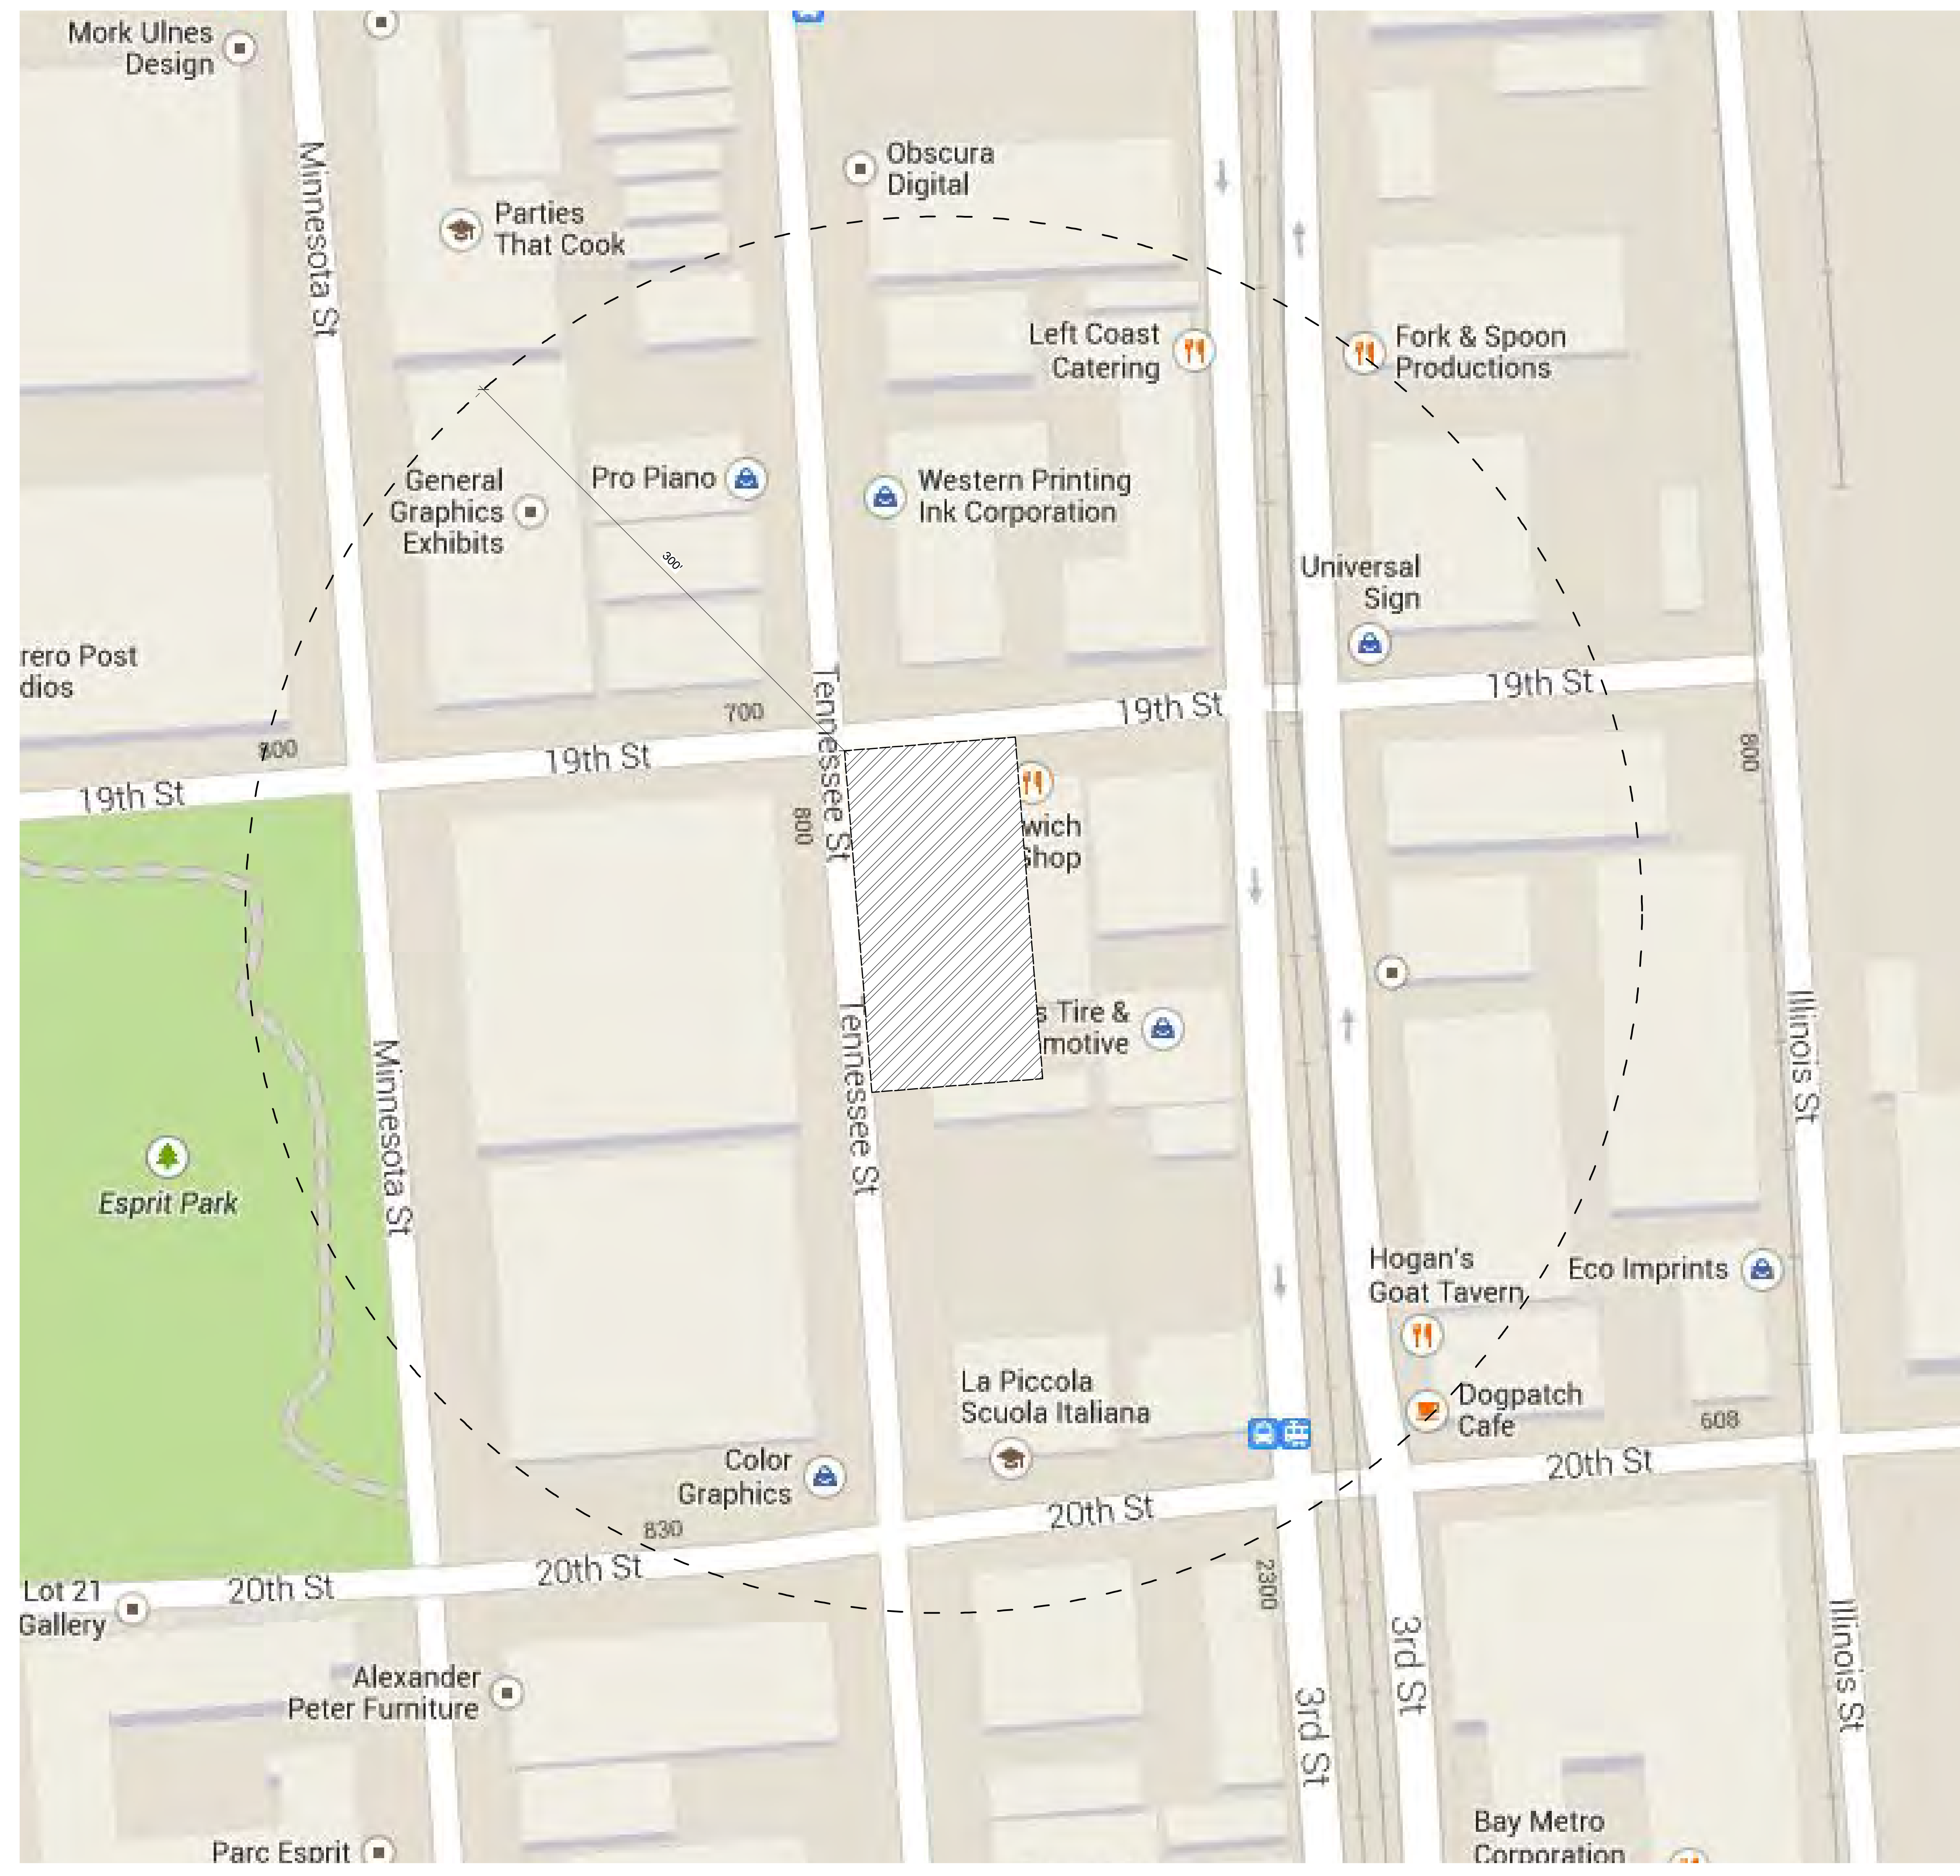 Mork Ulnes
Design
Obscura
Digital
Minnesota St
Parties
That Cook
Left Coast
Catering
Fork & Spoon
Productions
General
Graphics
Exhibits
Pro Piano
Western Printing
Ink Corporation
300'
Universal
Sign
rero Post
dios
Tennessee St
700
19th St
19th St
800
19th St
19th St
800
800
wich
Shop
s Tire &
motive
Tennessee St
Minnesota St
Illinois St
Esprit Park
Hogan's
Goat Tavern
Eco Imprints
La Piccola
Scuola Italiana
Dogpatch
Cafe
608
Color
Graphics
20th St
20th St
830
20th St
20th St
2300
Lot 21
Gallery
3rd St
3rd St
Illinois St
Alexander
Peter Furniture
Parc Esprit
Bay Metro
Corporation